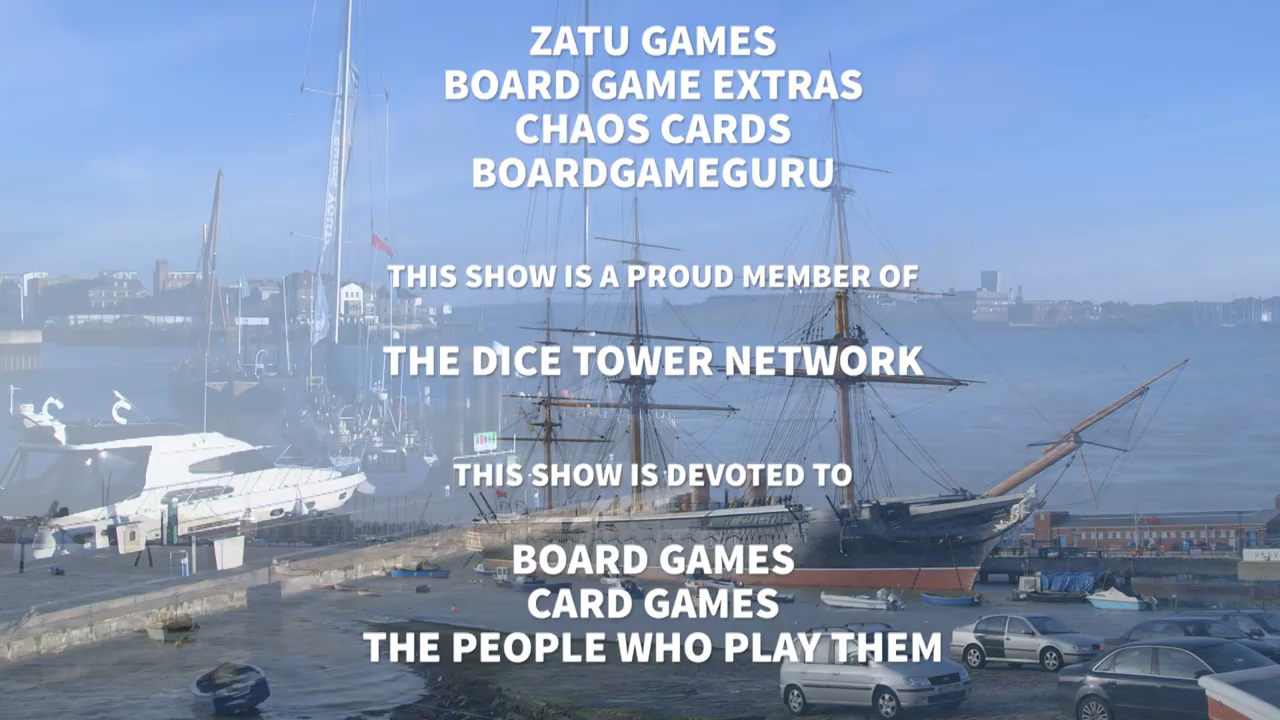 ZATU GAMES
BOARD GAME EXTRAS
CHAOS CARDS
BOARDGAMEGURU
THIS SHOW IS A PROUD MEMBER OF
THE DICE TOWER NETWORK
THIS SHOW IS DEVOTED TO
BOARD GAMES
CARD GAMES
THE PEOPLE WHO PLAY THEM